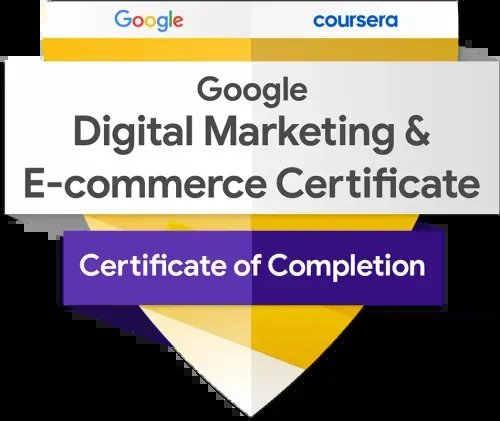 Google coursera
Google
Digital Marketing &
E-commerce Certificate
Certificate of Completion